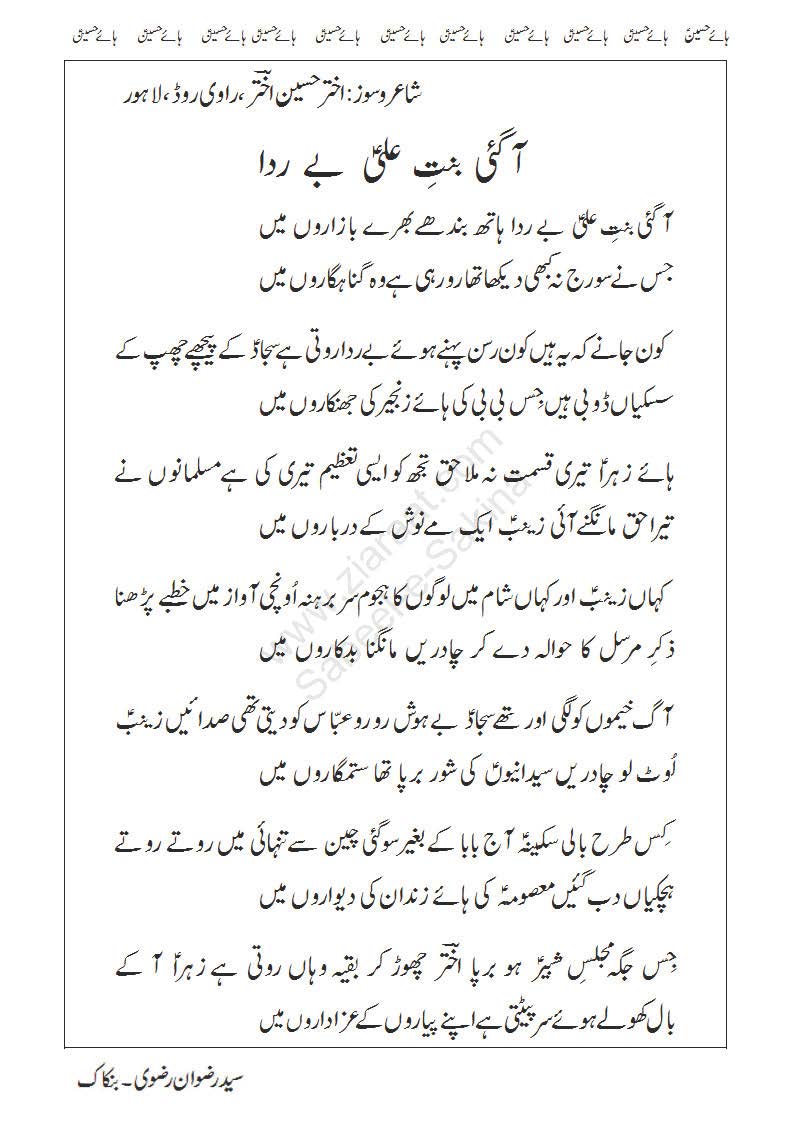 ہائے حسینؑ ہائے حسینؑ ہائے حسینؑ ہائے حسینؑ ہائے حسینؑ ہائے حسینؑ ہائے حسینؑ ہائے حسینؑ ہائے حسینؑ ہائے حسینؑ ہائے حسینؑ
شاعر و سوز: اختر حسین اخترؔ، راوی روڈ، لاہور
آ گئی بنتِ علیؑ بے ردا
آ گئی بنتِ علیؑ بے ردا ہاتھ بندھے بھرے بازاروں میں
جس نے سورج نہ کبھی دیکھا تھا رو رہی ہے وہ گناہگاروں میں
کون جانے کہ یہ ہیں کون رسن پہنے ہوئے بے ردا روتی ہے سجادؑ کے پیچھے چھپ کے
سسکیاں ڈوبی ہیں جِس بی بی کی ہائے زنجیر کی جھنکاروں میں
ہائے زہراؑ تیری قسمت نہ ملا حق تجھ کو ایسی تعظیم تیری کی ہے مسلمانوں نے
تیرا حق مانگنے آئی زینبؑ ایک مے نوش کے درباروں میں
کہاں زینبؑ اور کہاں شام میں لوگوں کا ہجوم سر برہنہ اُونچی آواز میں خطبے پڑھنا
ذکرِ مرسل کا حوالہ دے کر چادریں مانگنا بدکاروں میں
آگ خیموں کو لگی اور تھے سجادؑ بے ہوش رو رو عبّاس کو دیتی تھی صدائیں زینبؑ
لُوٹ لو چادریں سیدانیوںؑ کی شور برپا تھا ستمگاروں میں
کِس طرح بالی سکینہؑ آج بابا کے بغیر سو گئی چین سے تنہائی میں روتے روتے
ہچکیاں دب گئیں معصومہؑ کی ہائے زندان کی دیواروں میں
جِس جگہ مجلسِ شبیرؑ ہو برپا اخترؔ چھوڑ کر بقیہ وہاں روتی ہے زہراؑ آ کے
بال کھولے ہوئے سر پیٹتی ہے اپنے پیاروں کے عزاداروں میں
www.ziaraat.com
Sabeel-e-Sakina
سید رضوان رضوی۔ بنکاک